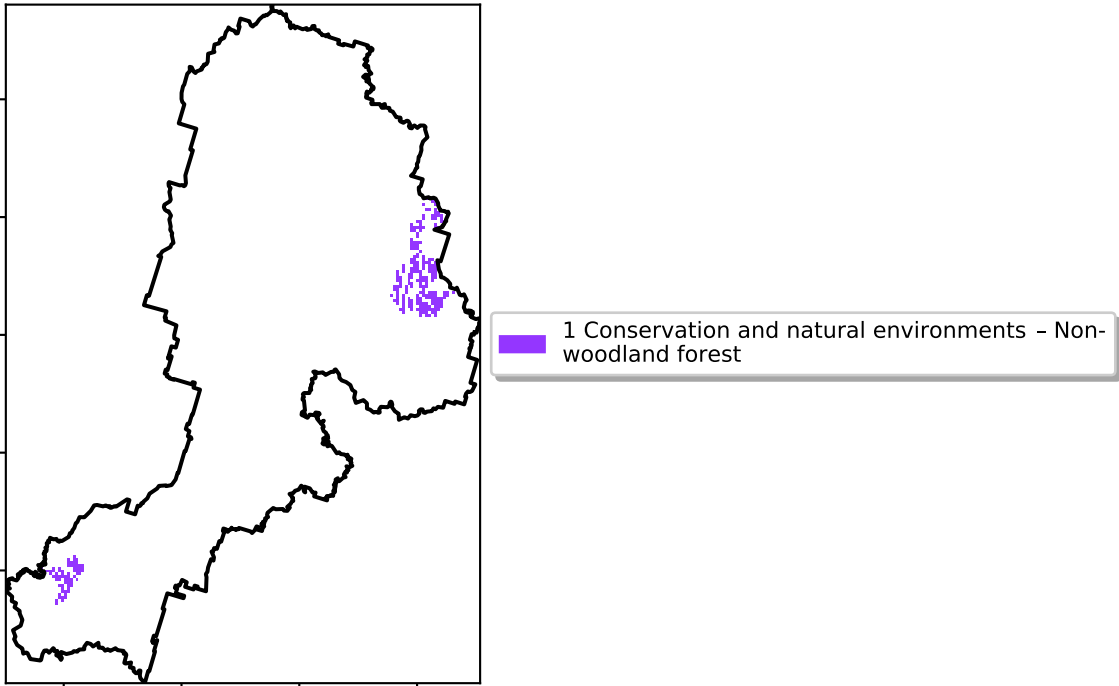 1 Conservation and natural environments – Non-
woodland forest